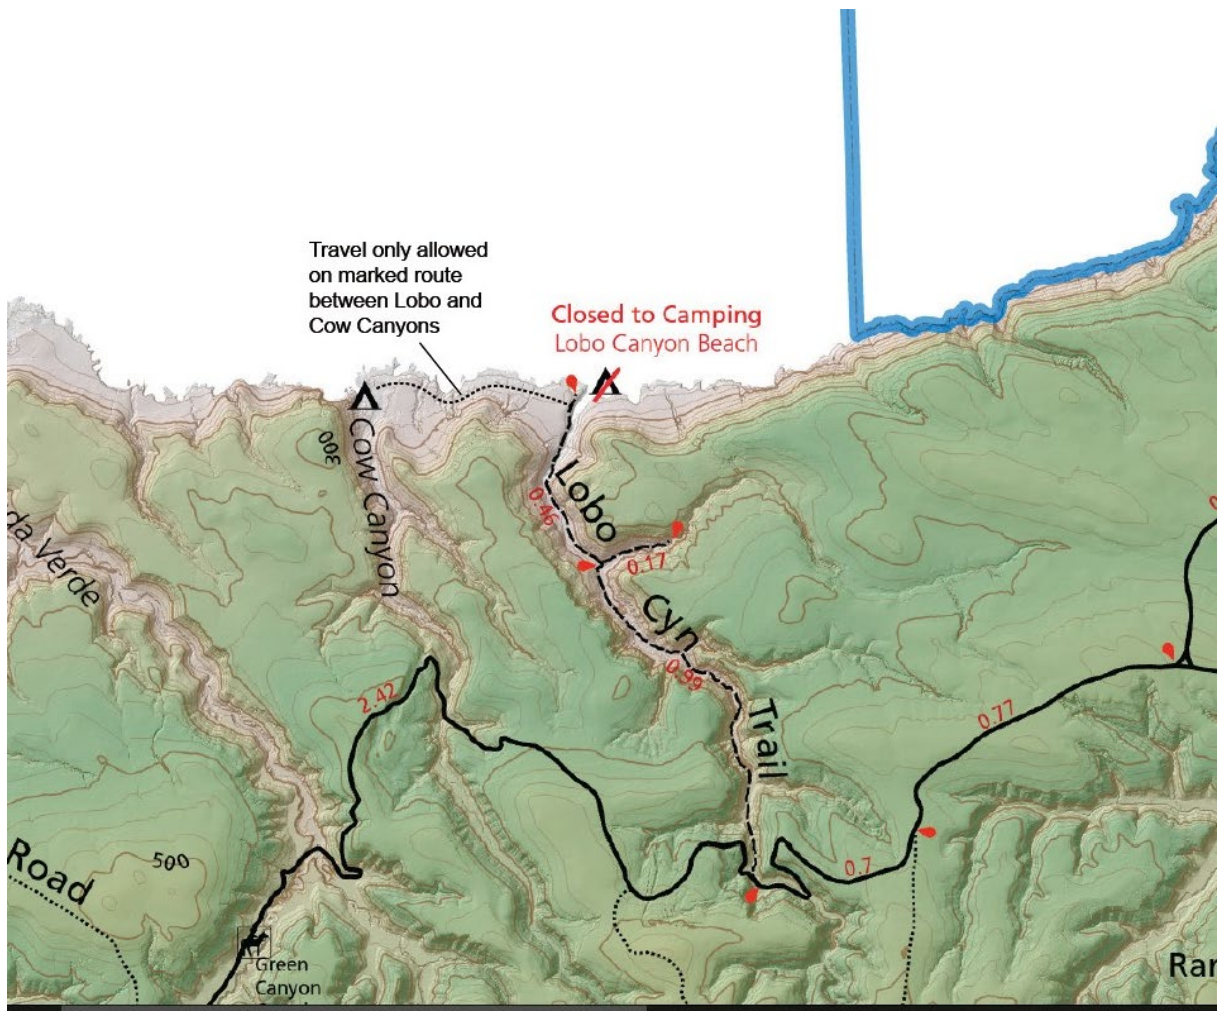 Travel only allowed
on marked route
between Lobo and
Cow Canyons
Closed to Camping
Lobo Canyon Beach
300
Cow Canyon
Lobo
0.46
0.17
da Verde
Cyn
0.99
2.42
Trail
0.77
Road
500
0.7
Green
Canyon
Rar